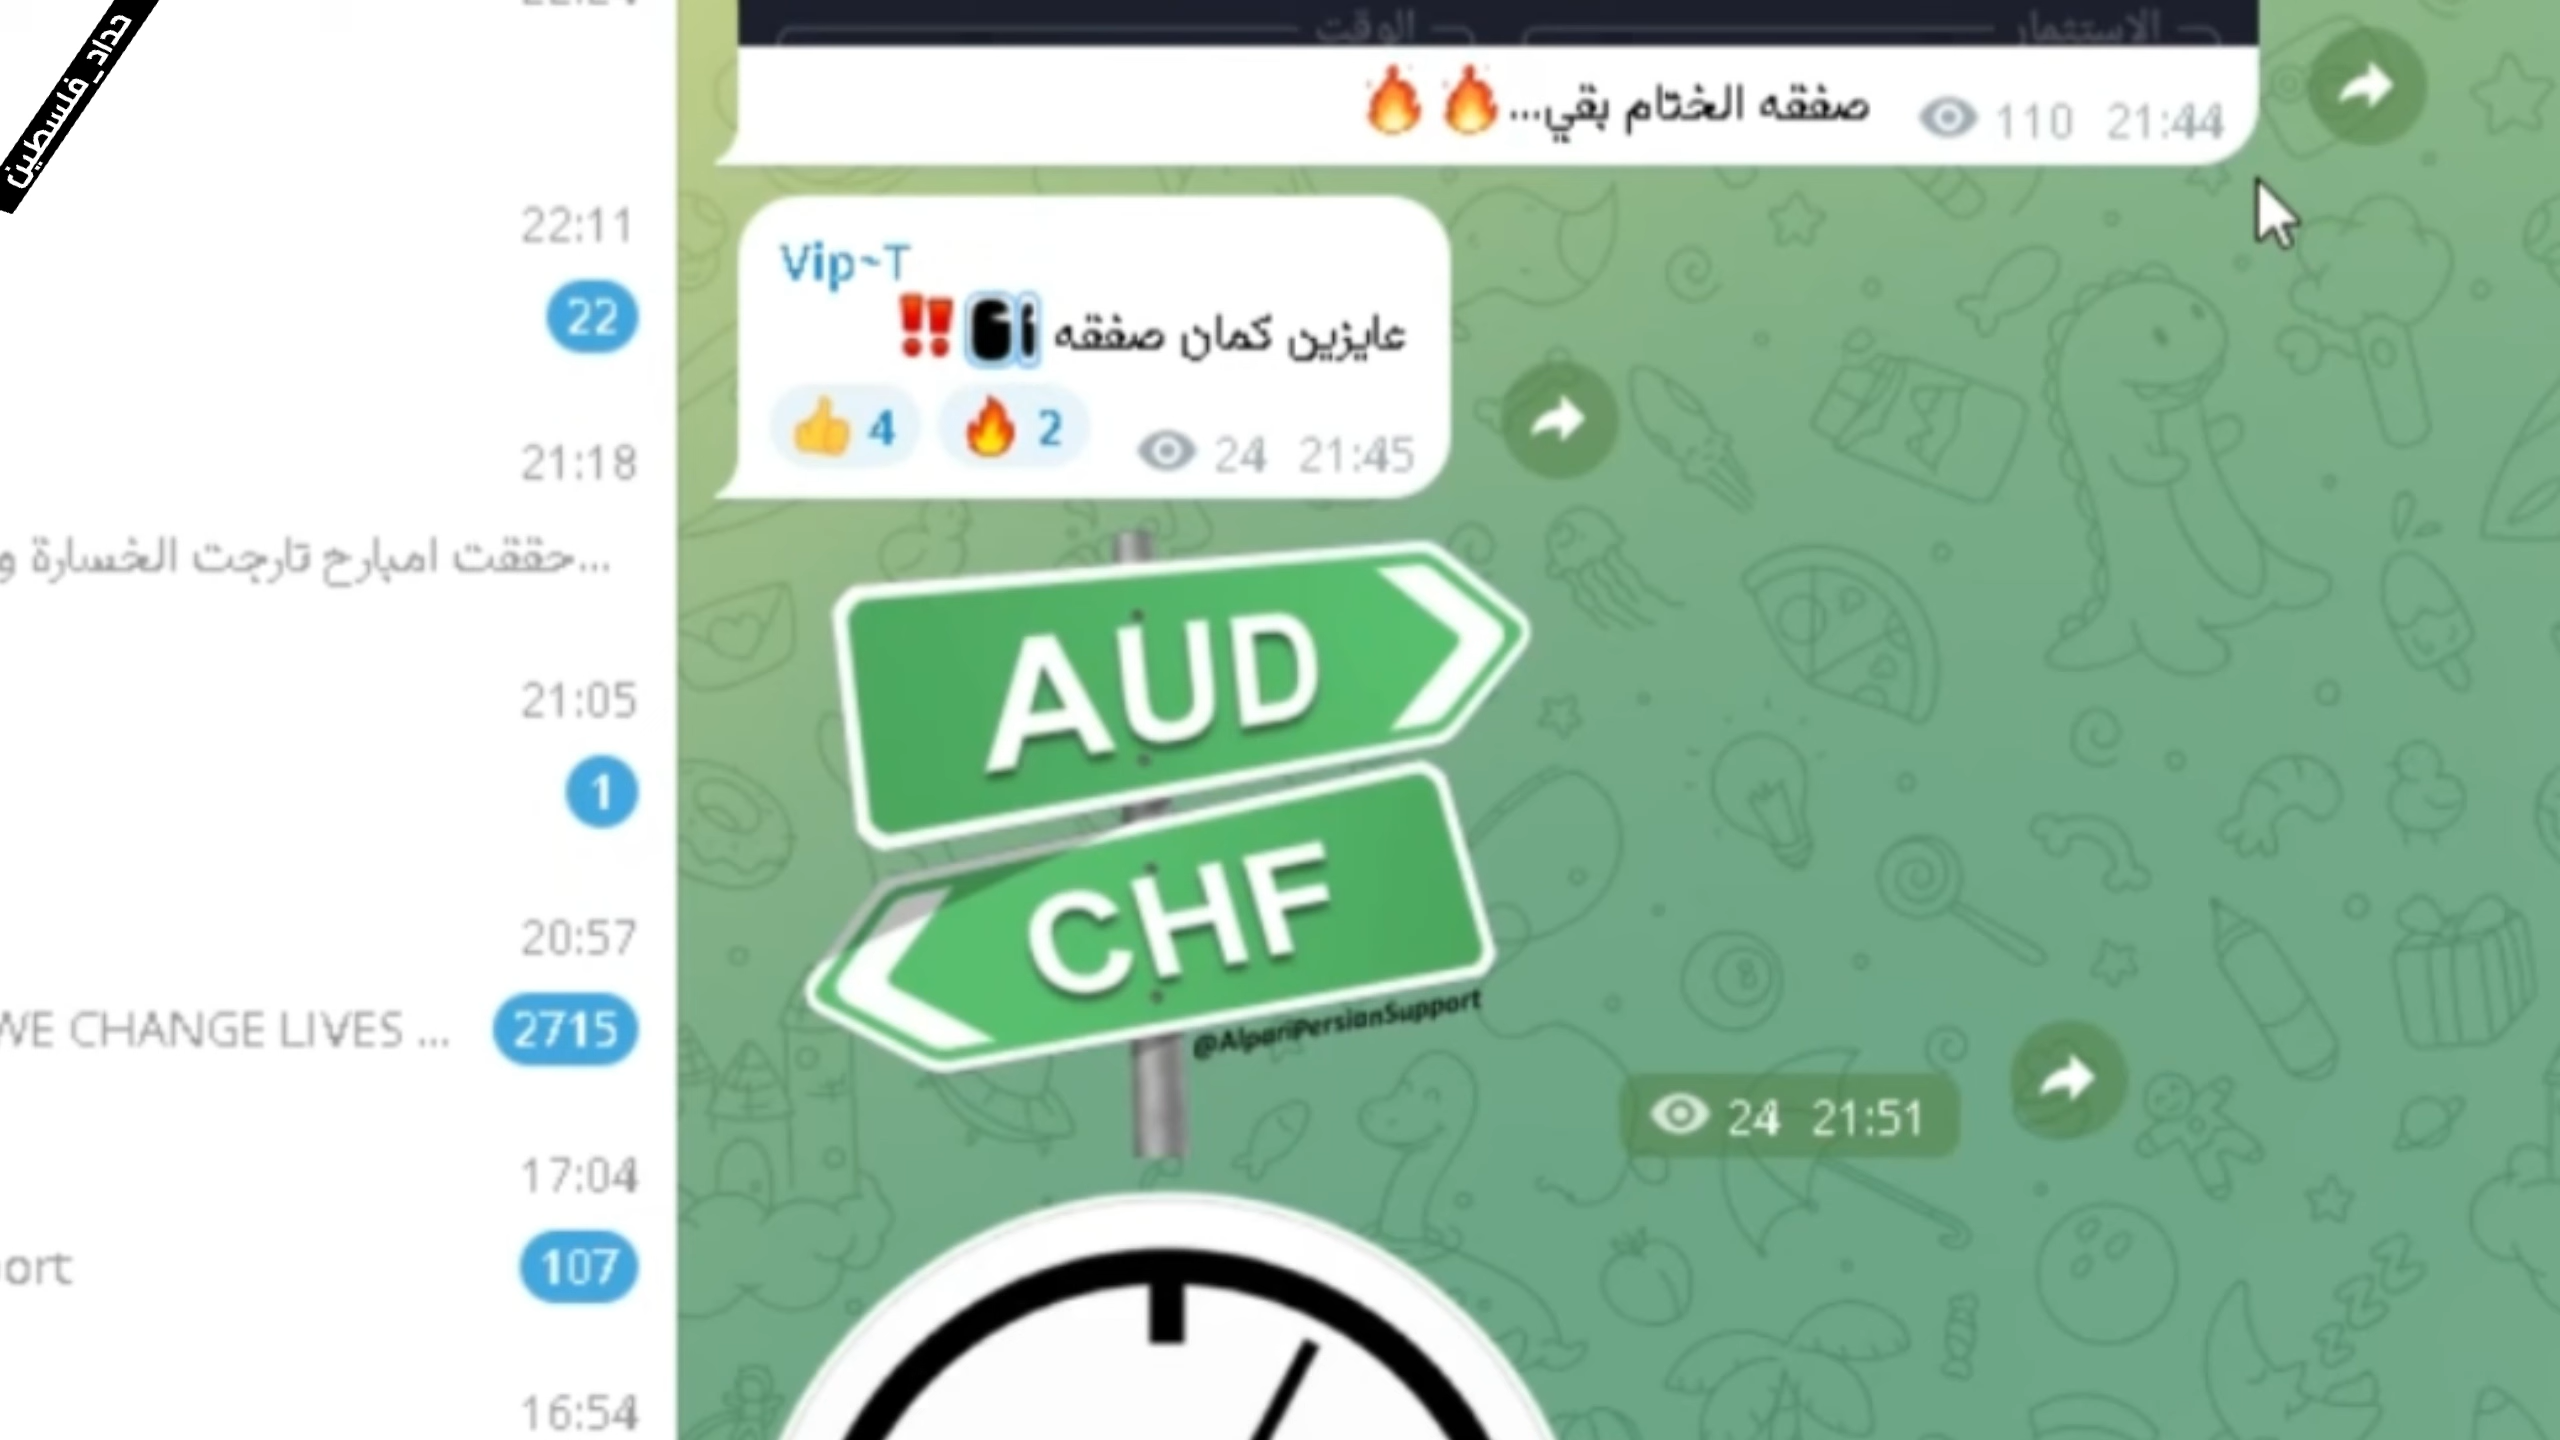 حداد_فلسطين
الاستثمار
الوقت
صفقه الختام بقي...🔥🔥
110 21:44
22:11
22
Vip~T
عايزين كمان صفقه
‼️
👍 4 🔥 2 24 21:45
21:18
حققت امبارح تارجت الخسارة و...
21:05
1
AUD
CHF
@AlpariPersianSupport
20:57
WE CHANGE LIVES ...
2715
24 21:51
17:04
107
16:54